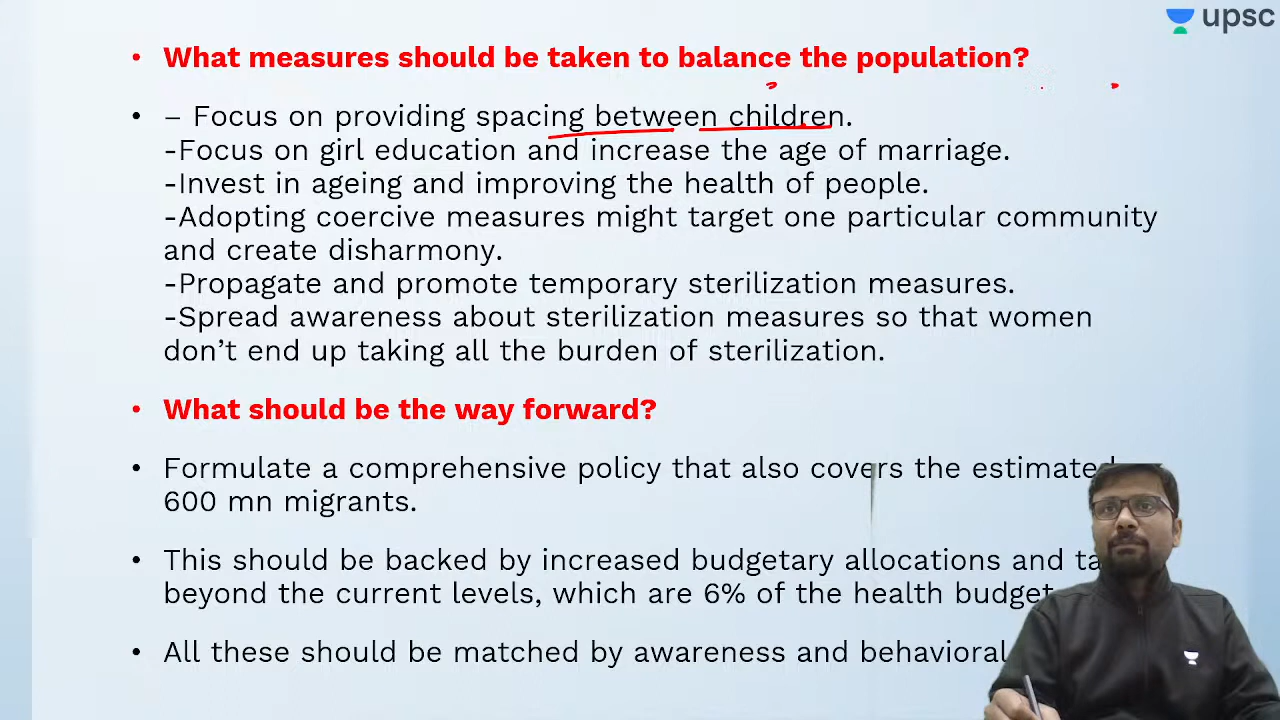 upsc
• What measures should be taken to balance the population?
• – Focus on providing spacing between children.
-Focus on girl education and increase the age of marriage.
-Invest in ageing and improving the health of people.
-Adopting coercive measures might target one particular community
and create disharmony.
-Propagate and promote temporary sterilization measures.
-Spread awareness about sterilization measures so that women
don’t end up taking all the burden of sterilization.
• What should be the way forward?
• Formulate a comprehensive policy that also covers the estimated
600 mn migrants.
• This should be backed by increased budgetary allocations and
beyond the current levels, which are 6% of the health budget
• All these should be matched by awareness and behavioral